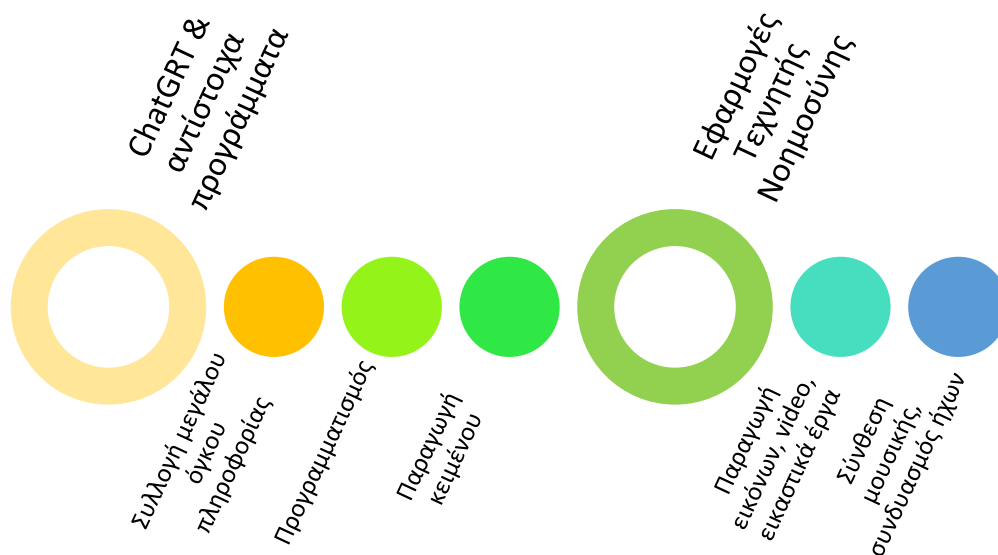 ChatGRT &
αντίστοιχα
προγράμματα
Συλλογή μεγάλου
όγκου
πληροφορίας
Προγραμματισμός
Παραγωγή
κειμένου
Εφαρμογές
Τεχνητής
Νοημοσύνης
Παραγωγή
εικόνων, video,
εικαστικά έργα
Σύνθεση
μουσικής,
συνδυασμός ήχων